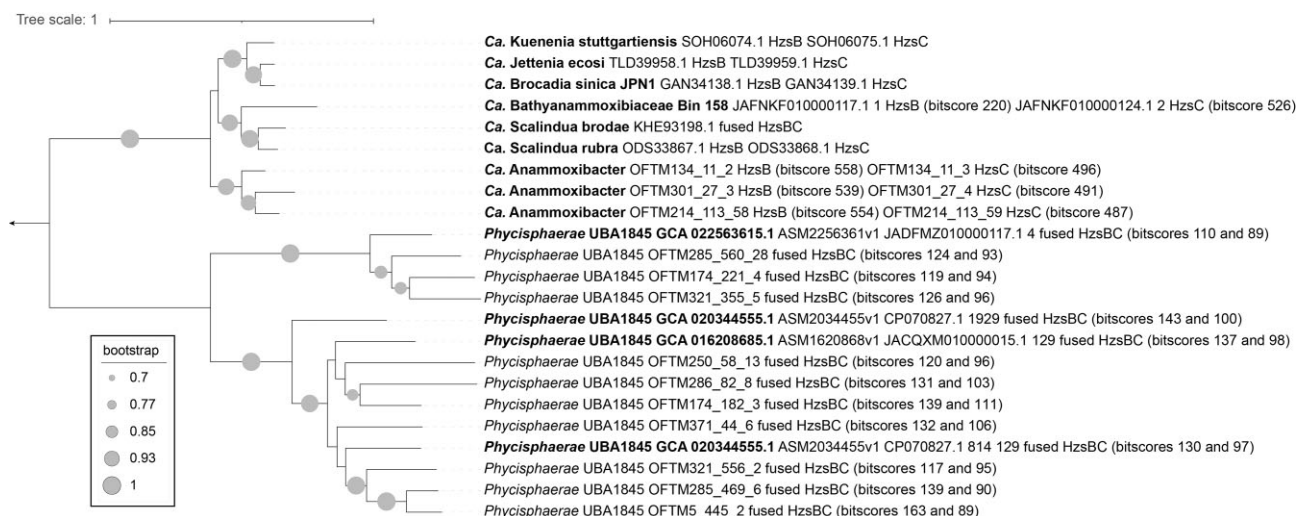 Tree scale: 1
Ca. Kuenenia stuttgartiensis SOH06074.1 HzsB SOH06075.1 HzsC
Ca. Jettenia ecosi TLD39958.1 HzsB TLD39959.1 HzsC
Ca. Brocadia sinica JPN1 GAN34138.1 HzsB GAN34139.1 HzsC
Ca. Bathyanammoxibiaceae Bin 158 JAFNKF010000117.1 1 HzsB (bitscore 220) JAFNKF010000124.1 2 HzsC (bitscore 526)
Ca. Scalindua brodae KHE93198.1 fused HzsBC
Ca. Scalindua rubra ODS33867.1 HzsB ODS33868.1 HzsC
Ca. Anammoxibacter OFTM134_11_2 HzsB (bitscore 558) OFTM134_11_3 HzsC (bitscore 496)
Ca. Anammoxibacter OFTM301_27_3 HzsB (bitscore 539) OFTM301_27_4 HzsC (bitscore 491)
Ca. Anammoxibacter OFTM214_113_58 HzsB (bitscore 554) OFTM214_113_59 HzsC (bitscore 487)
Phycisphaerae UBA1845 GCA 022563615.1 ASM2256361v1 JADFMZ010000117.1 4 fused HzsBC (bitscores 110 and 89)
Phycisphaerae UBA1845 OFTM285_560_28 fused HzsBC (bitscores 124 and 93)
Phycisphaerae UBA1845 OFTM174_221_4 fused HzsBC (bitscores 119 and 94)
Phycisphaerae UBA1845 OFTM321_355_5 fused HzsBC (bitscores 126 and 96)
Phycisphaerae UBA1845 GCA 020344555.1 ASM2034455v1 CP070827.1 1929 fused HzsBC (bitscores 143 and 100)
Phycisphaerae UBA1845 GCA 016208685.1 ASM1620868v1 JACQXM010000015.1 129 fused HzsBC (bitscores 137 and 98)
Phycisphaerae UBA1845 OFTM250_58_13 fused HzsBC (bitscores 120 and 96)
Phycisphaerae UBA1845 OFTM286_82_8 fused HzsBC (bitscores 131 and 103)
Phycisphaerae UBA1845 OFTM174_182_3 fused HzsBC (bitscores 139 and 111)
Phycisphaerae UBA1845 OFTM371_44_6 fused HzsBC (bitscores 132 and 106)
Phycisphaerae UBA1845 GCA 020344555.1 ASM2034455v1 CP070827.1 814 129 fused HzsBC (bitscores 130 and 97)
Phycisphaerae UBA1845 OFTM321_556_2 fused HzsBC (bitscores 117 and 95)
Phycisphaerae UBA1845 OFTM285_469_6 fused HzsBC (bitscores 139 and 90)
Phycisphaerae UBA1845 OFTM5_445_2 fused HzsBC (bitscores 163 and 89)
bootstrap
0.7
0.77
0.85
0.93
1